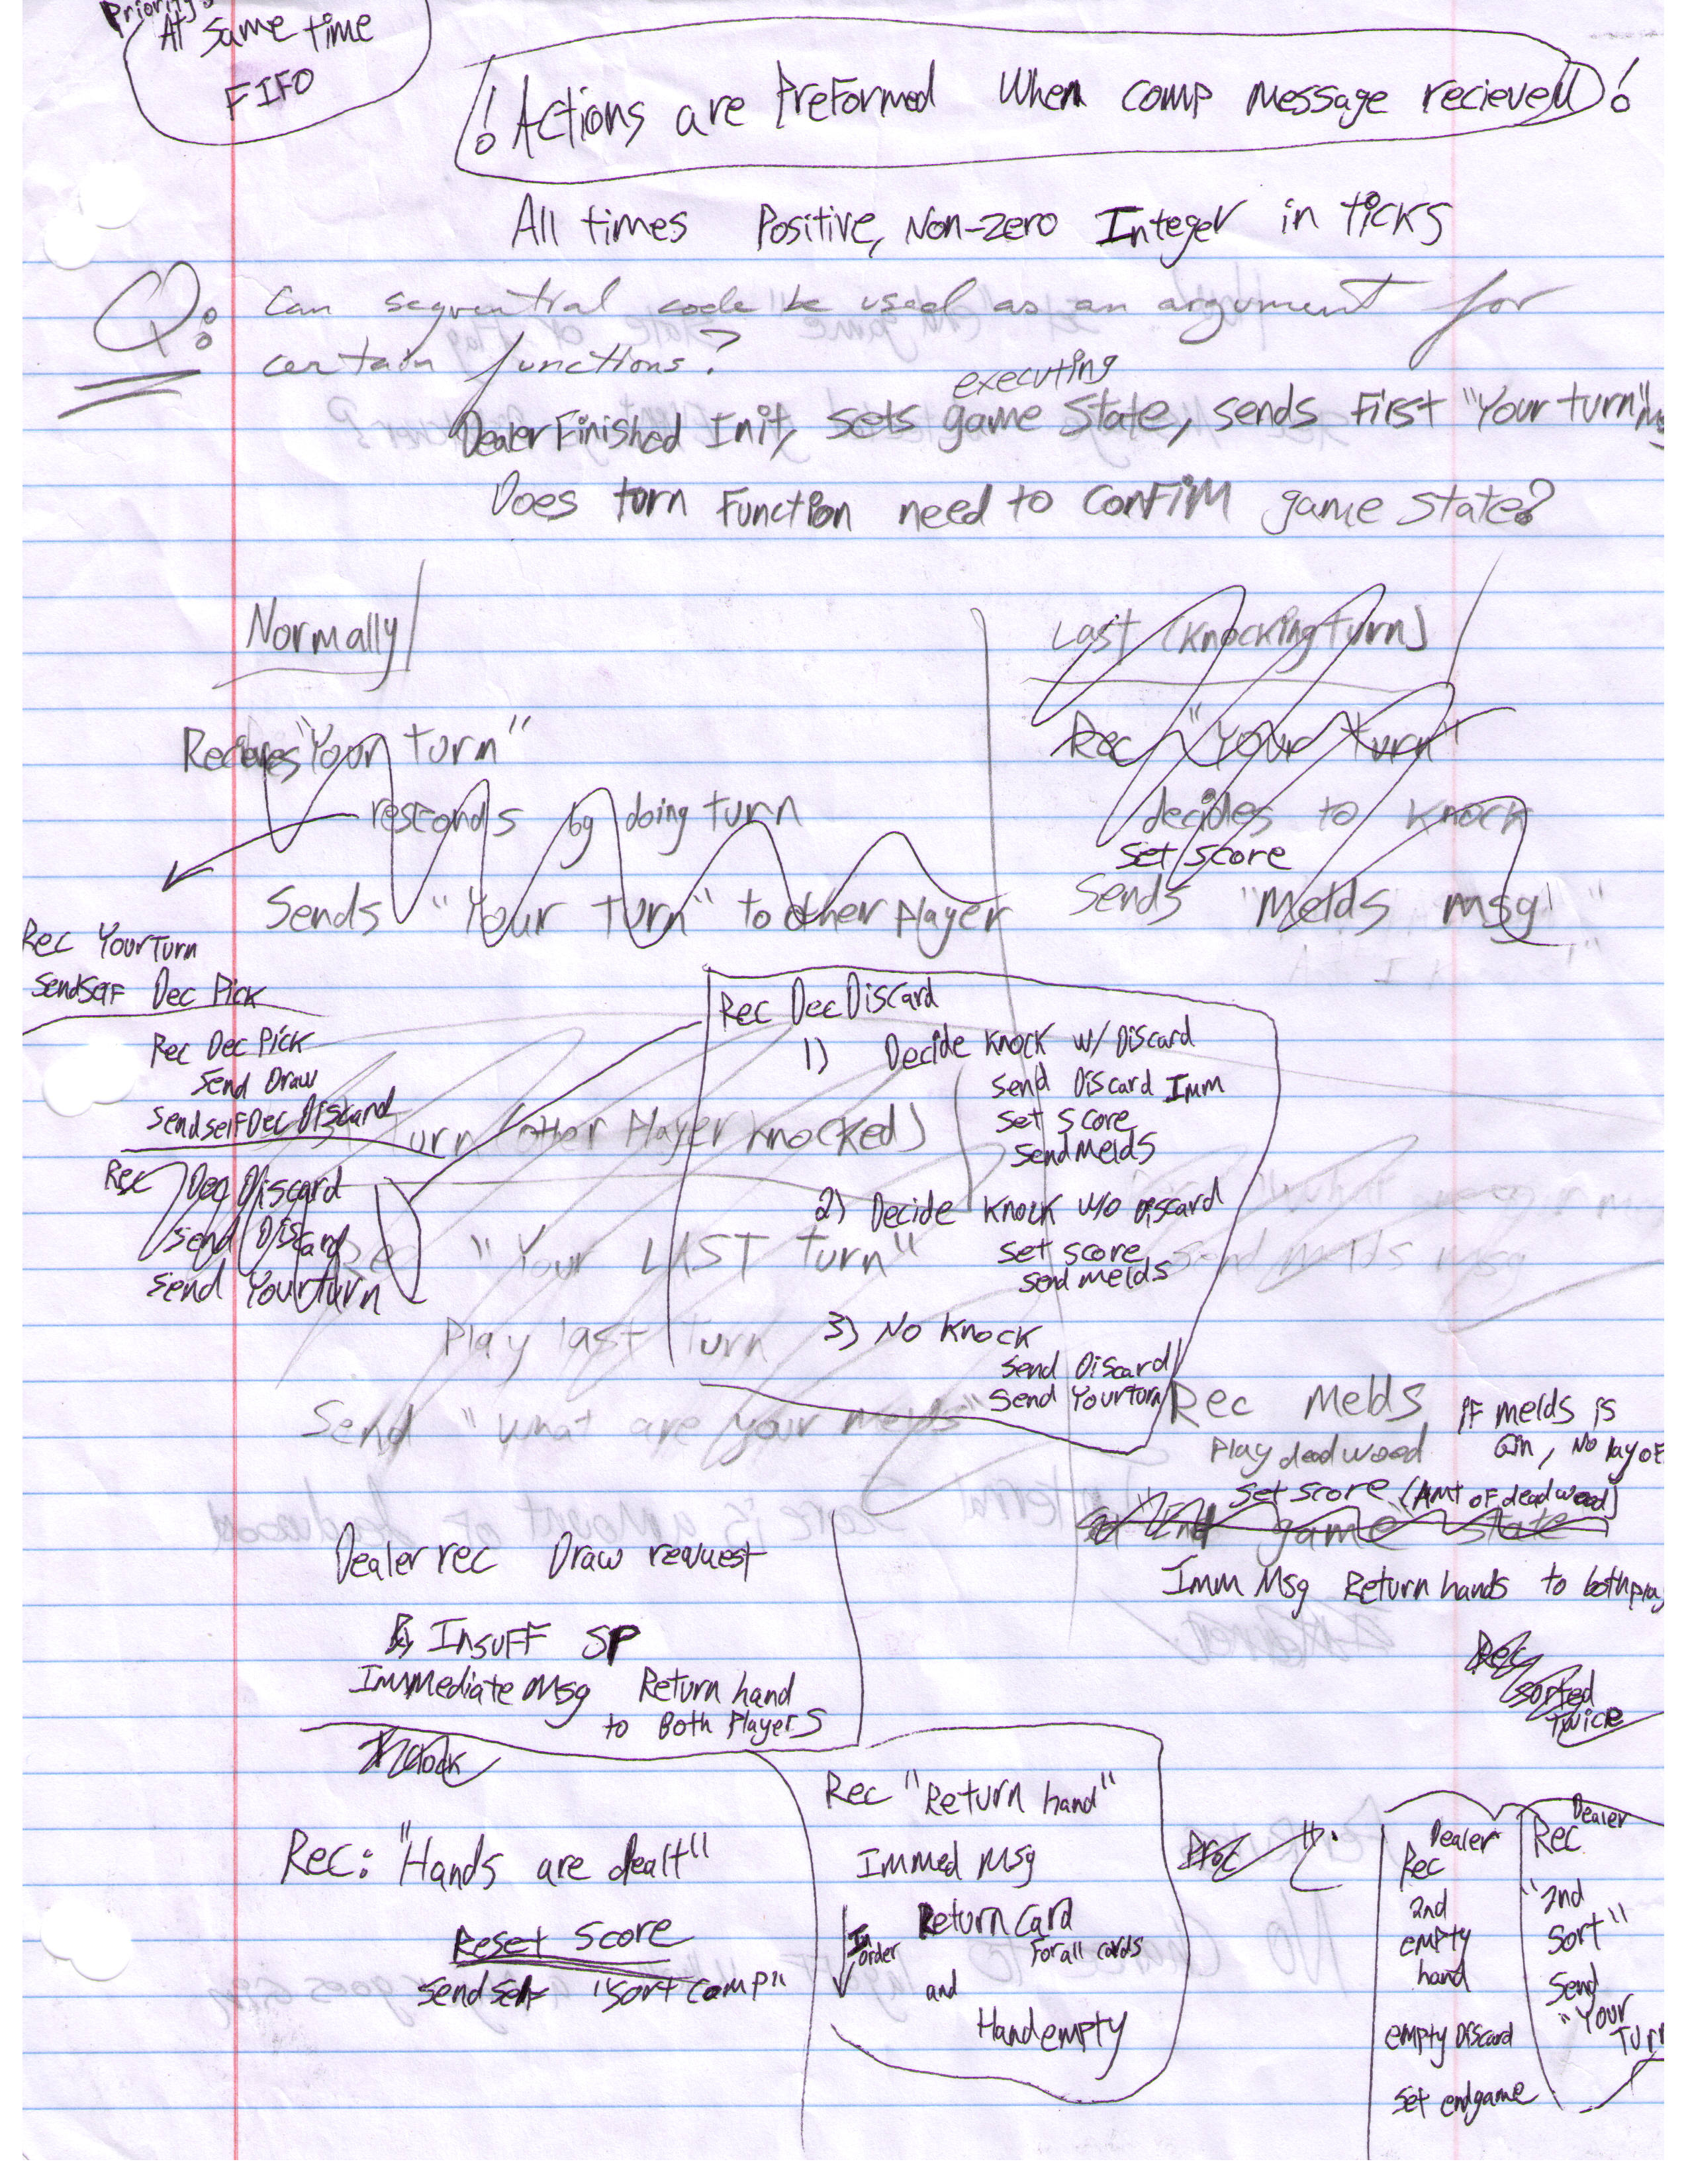 Priority:
At same time
FIFO
! Actions are Preformed When comp message recieved !
All times Positive, Non-zero Integer in ticks
Q: Can sequential code be used as an argument for
certain functions?
executing
Dealer Finished Init, sets game State, sends First "Your turn"
Does turn Function need to confirm game state?
Normally
Recieves "Your turn"
responds by doing turn
Sends "Your turn" to other player
Last (Knocking turn)
Rec "Your turn"
decides to knock
Set score
Sends "Melds msg"
Rec YourTurn
Sendself Dec Pick
Rec Dec Pick
Send Draw
Sendself Dec Discard
Rec Dec Discard
Send Discard
Send Yourturn
turn (other Player knocked)
Rec "Your LAST turn"
Play last turn
Send "what are your melds"
Rec Dec Discard
1) Decide Knock w/ Discard
Send Discard Imm
Set score
Send Melds
2) Decide Knock w/o Discard
Set score
Send melds
3) No Knock
Send Discard
Send Yourturn
Send melds msg
Rec Melds
Play deadwood
if melds is
Gin, No
Set score (Amt of deadwood)
game state
Imm Msg Return hands to both
Rec
sorted
twice
Dealer rec Draw request
Insuff SP
Immediate Msg Return hand
to Both Players
Rec: "Hands are dealt"
Reset Score
Send self "Sort comp"
Rec "Return hand"
Immed Msg
In order
Return Card
For all cards
and
Hand empty
Dealer
Rec
2nd
empty
hand
empty Discard
Set endgame
Dealer
Rec
"2nd
Sort"
Send
"Your
Turn